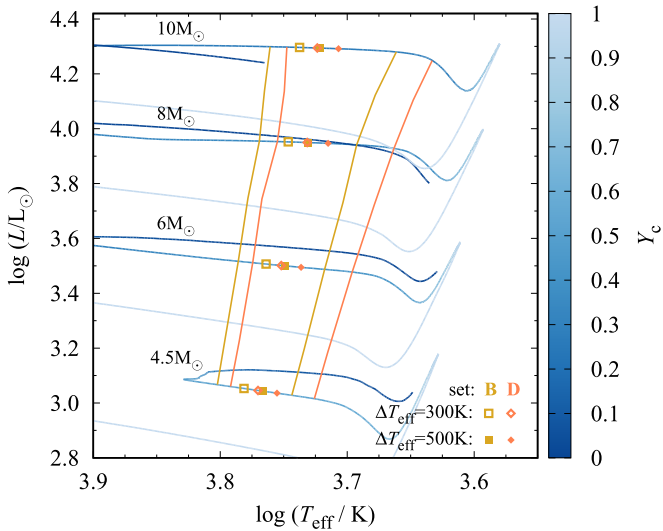 4.4
4.2
4.0
3.8
3.6
3.4
3.2
3.0
2.8
log (L/L☉)
10M☉
8M☉
6M☉
4.5M☉
set: B D
ΔTeff=300K:
ΔTeff=500K:
3.9 3.8 3.7 3.6
log (Teff / K)
1
0.9
0.8
0.7
0.6
0.5
0.4
0.3
0.2
0.1
0
Yc